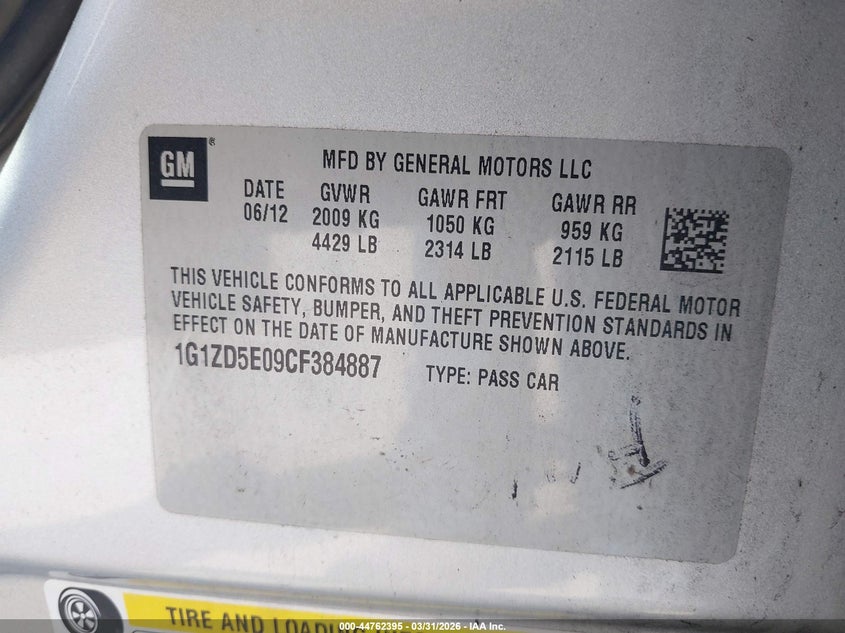 GM®
MFD BY GENERAL MOTORS LLC
DATE GVWR GAWR FRT GAWR RR
06/12 2009 KG 1050 KG 959 KG
4429 LB 2314 LB 2115 LB
THIS VEHICLE CONFORMS TO ALL APPLICABLE U.S. FEDERAL MOTOR
VEHICLE SAFETY, BUMPER, AND THEFT PREVENTION STANDARDS IN
EFFECT ON THE DATE OF MANUFACTURE SHOWN ABOVE.
1G1ZD5E09CF384887 TYPE: PASS CAR
TIRE AND LOADING
000-44762395 - 03/31/2026 - IAA Inc.